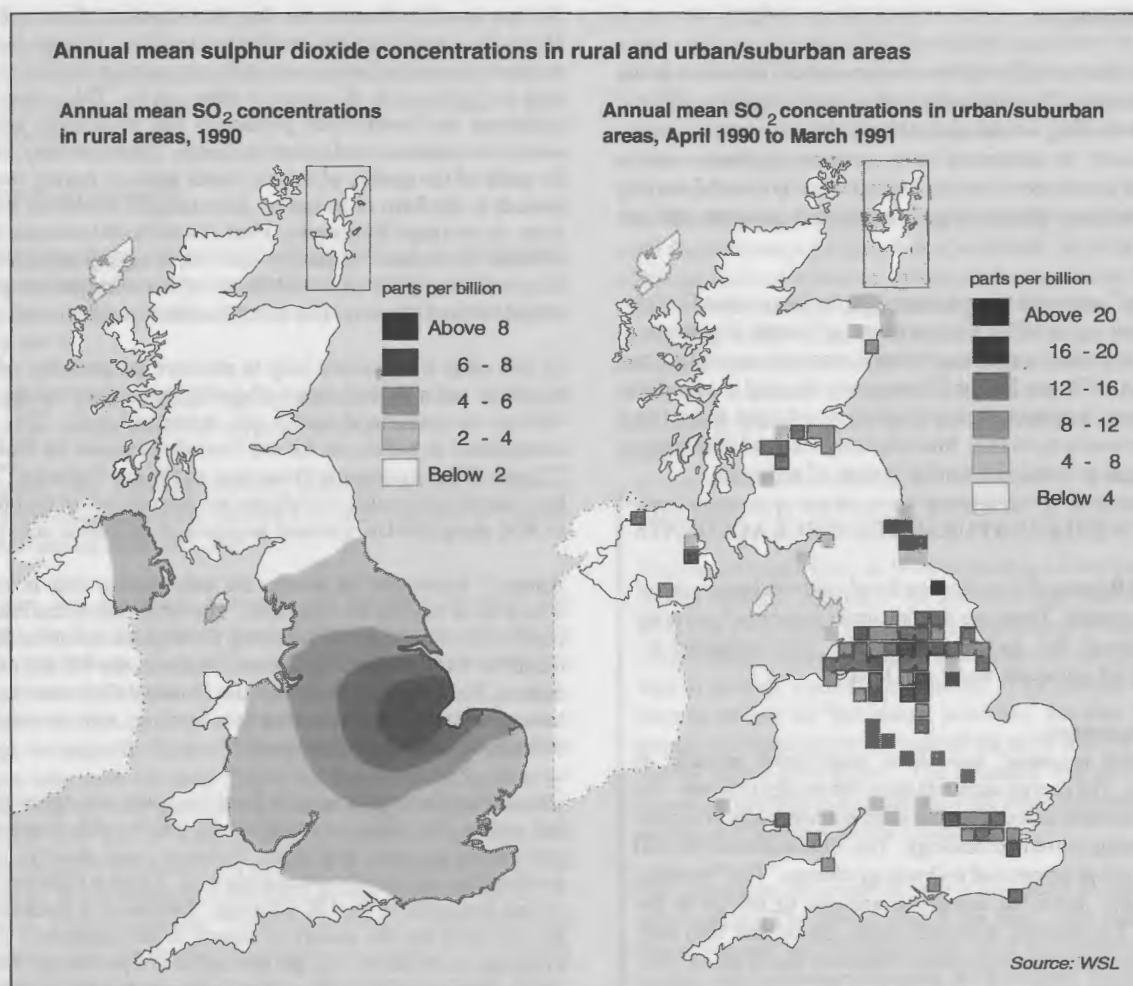 Annual mean sulphur dioxide concentrations in rural and urban/suburban areas
Annual mean SO2 concentrations
in rural areas, 1990
parts per billion
Above 8
6 - 8
4 - 6
2 - 4
Below 2
Annual mean SO2 concentrations in urban/suburban
areas, April 1990 to March 1991
parts per billion
Above 20
16 - 20
12 - 16
8 - 12
4 - 8
Below 4
Source: WSL